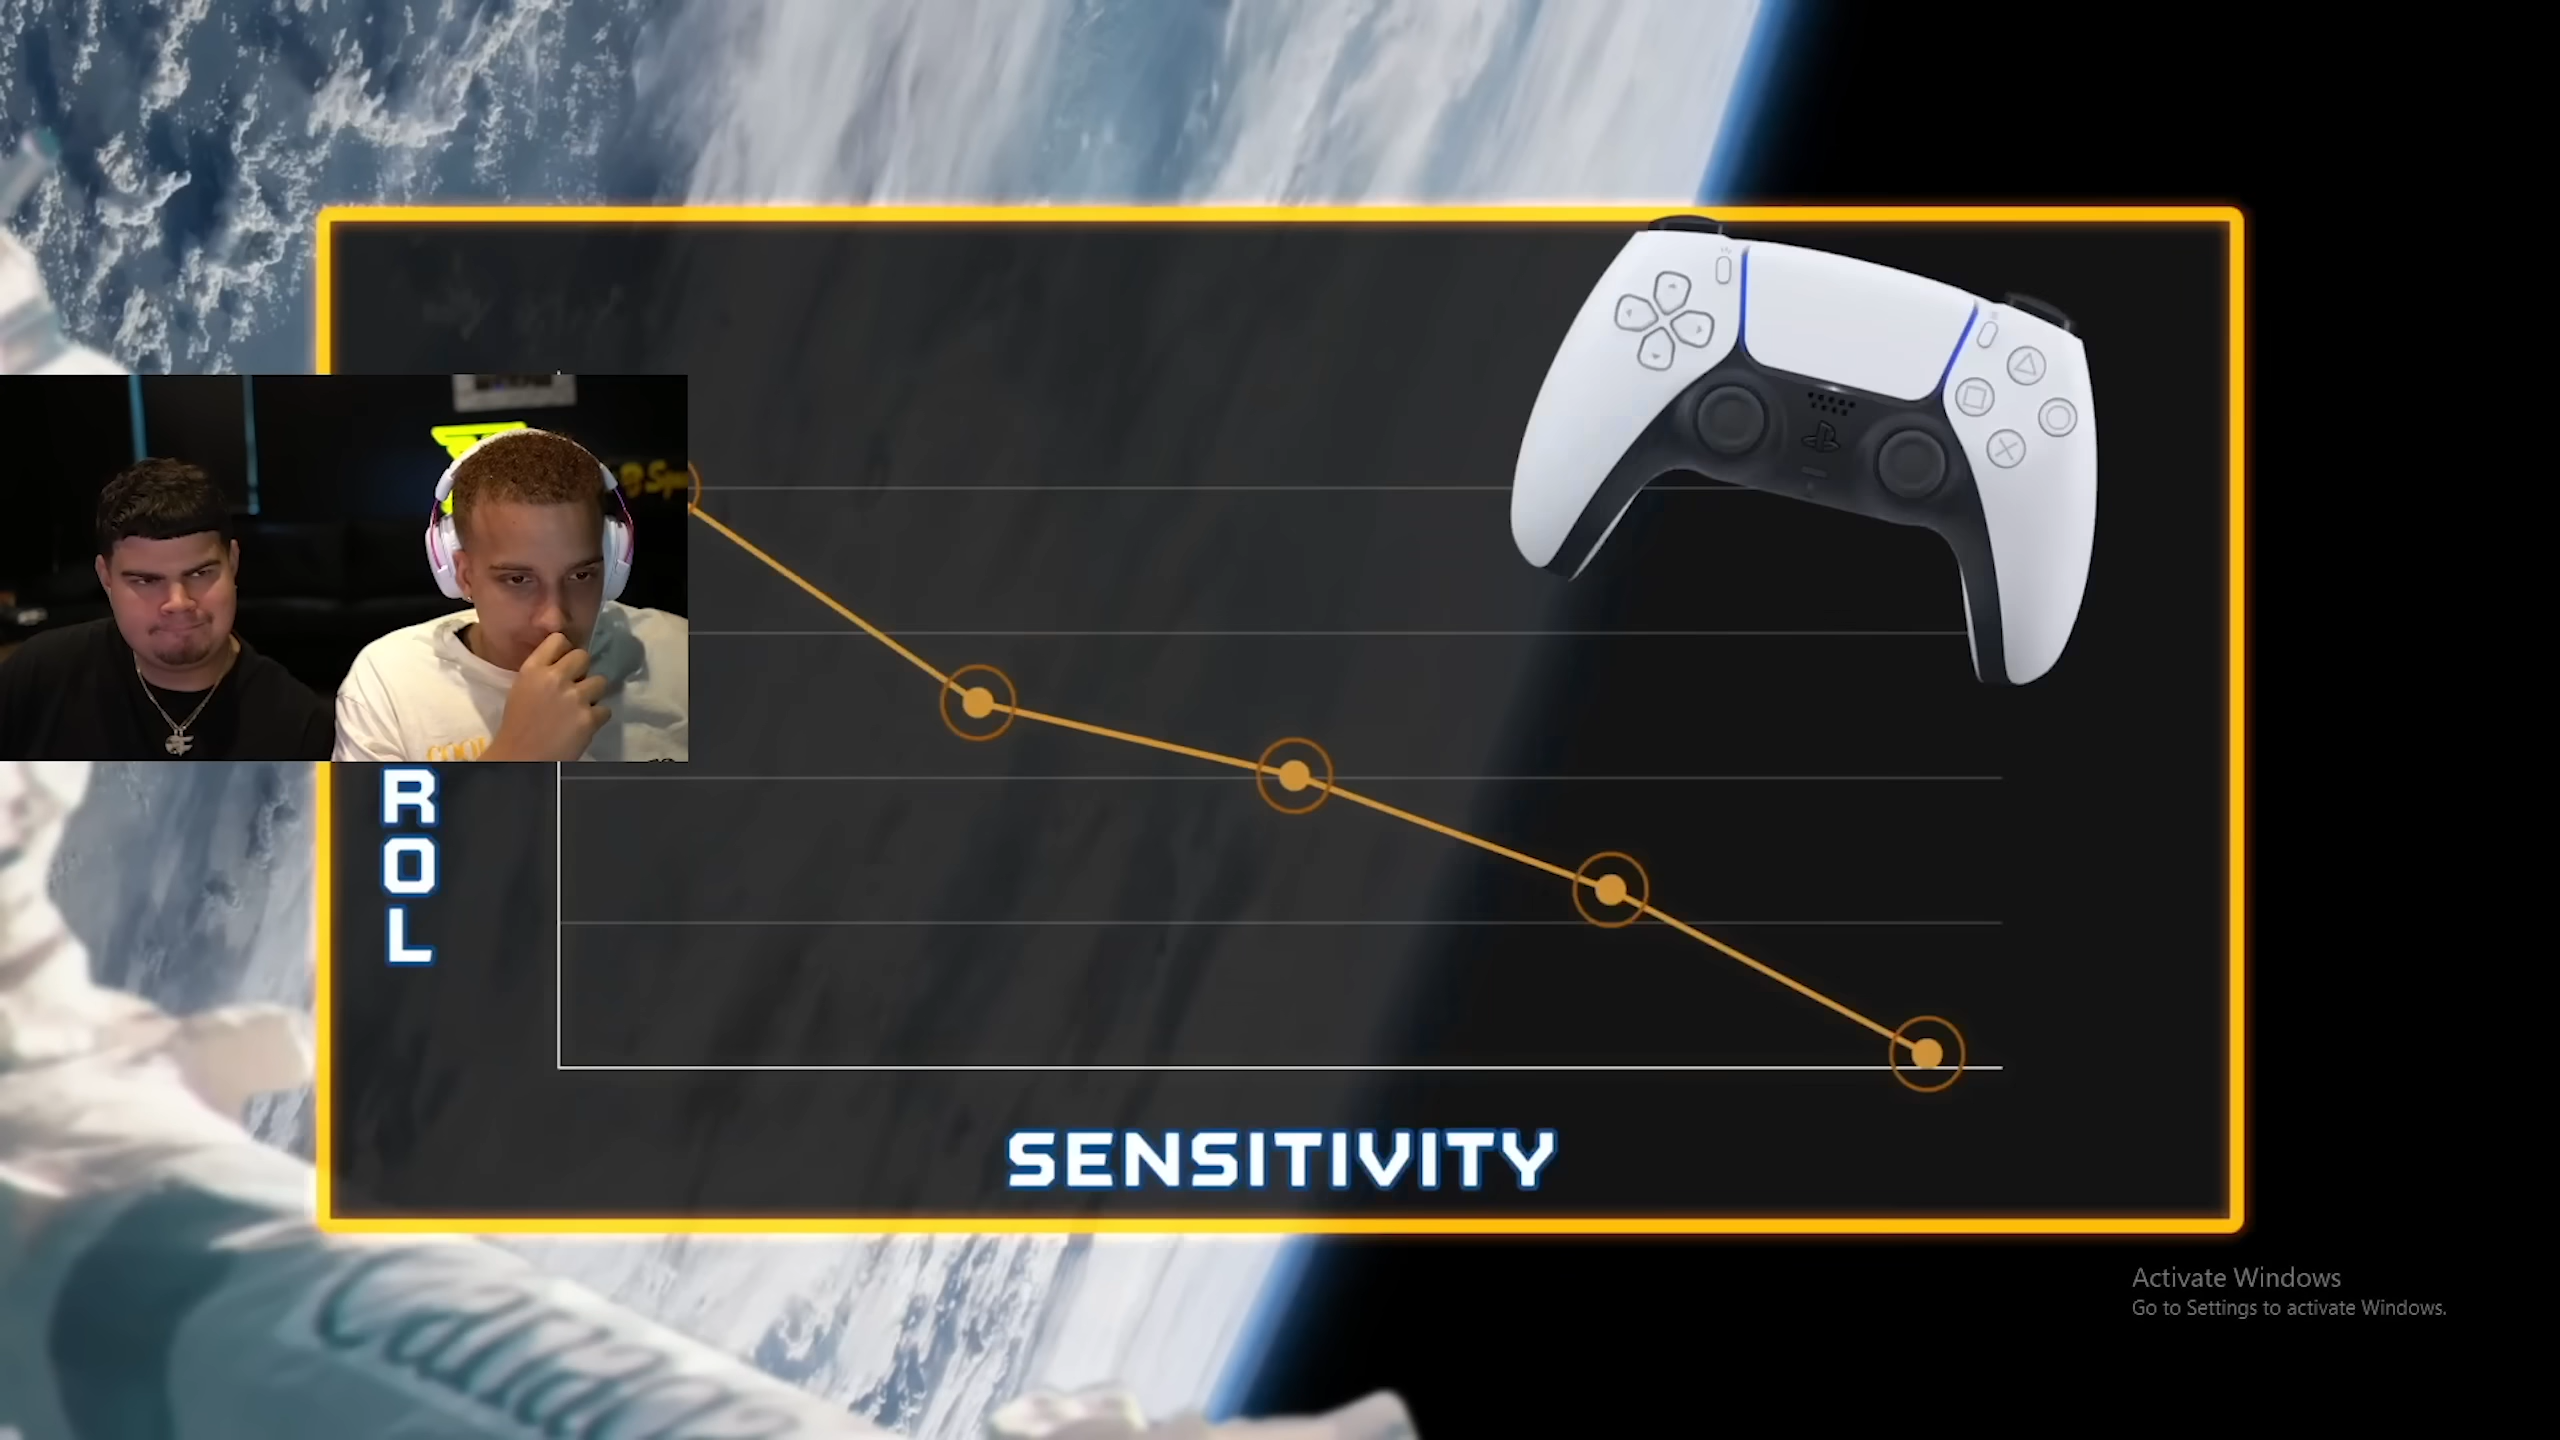 R
O
L
SENSITIVITY
Activate Windows
Go to Settings to activate Windows.